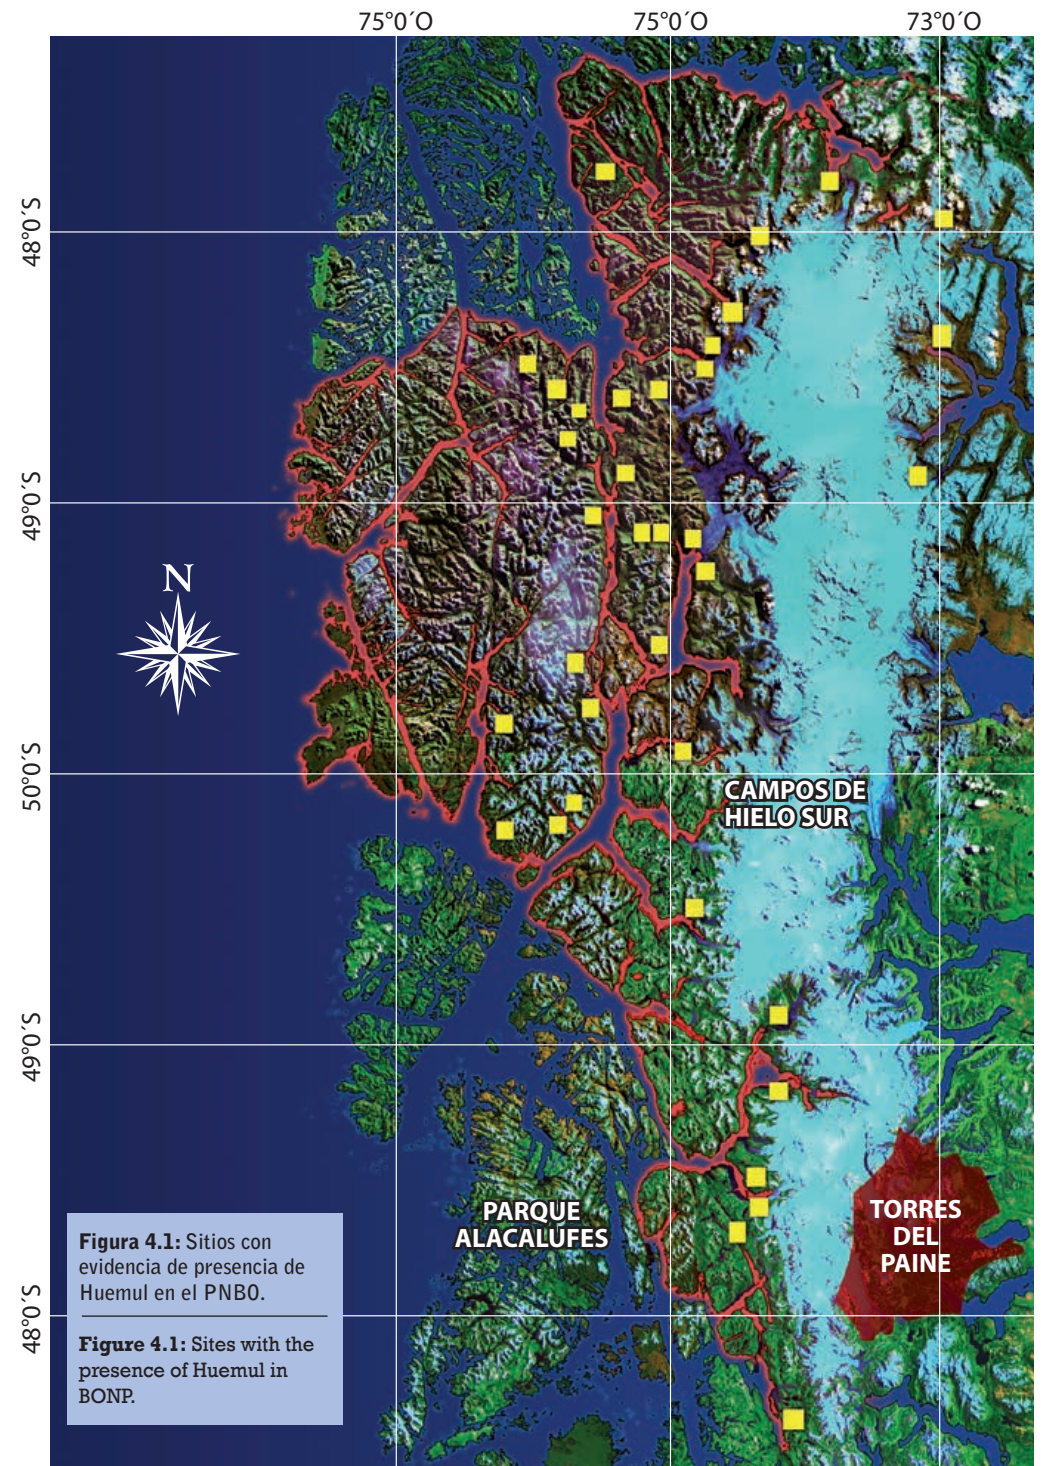 75°0´O 75°0´O 73°0´O
48°0´S
49°0´S
N
50°0´S
CAMPOS DE
HIELO SUR
49°0´S
PARQUE
ALACALUFES
TORRES
DEL
PAINE
48°0´S
Figura 4.1: Sitios con
evidencia de presencia de
Huemul en el PNBO.
Figure 4.1: Sites with the
presence of Huemul in
BONP.